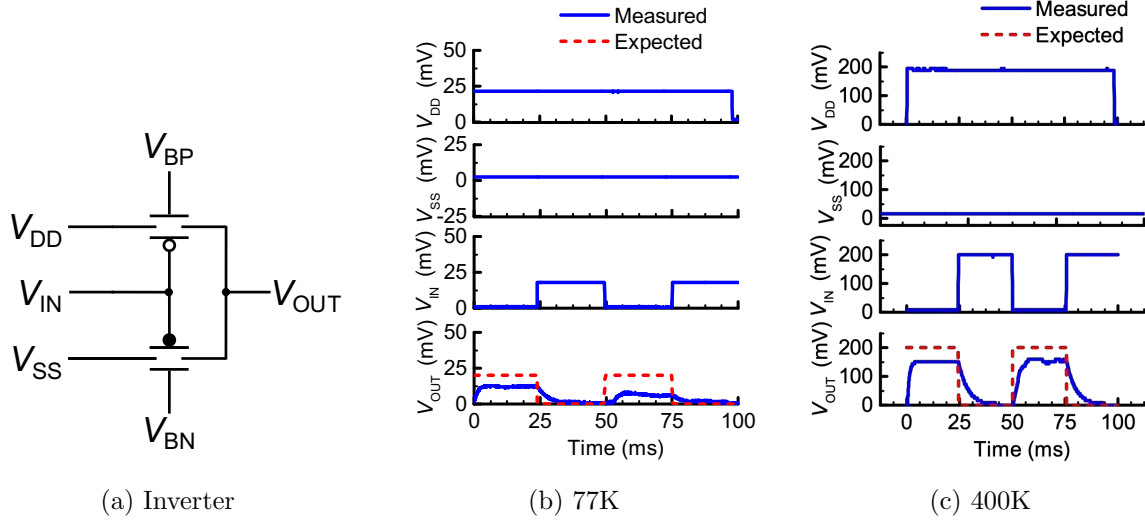 V_BP
V_DD
V_IN
V_OUT
V_SS
V_BN
(a) Inverter
Measured
Expected
V_DD (mV)
50
25
0
V_SS (mV)
25
0
-25
V_IN (mV)
50
25
0
V_OUT (mV)
50
25
0
0 25 50 75 100
Time (ms)
(b) 77K
Measured
Expected
V_DD (mV)
200
100
0
V_SS (mV)
200
100
0
V_IN (mV)
200
100
0
V_OUT (mV)
200
100
0
0 25 50 75 100
Time (ms)
(c) 400K